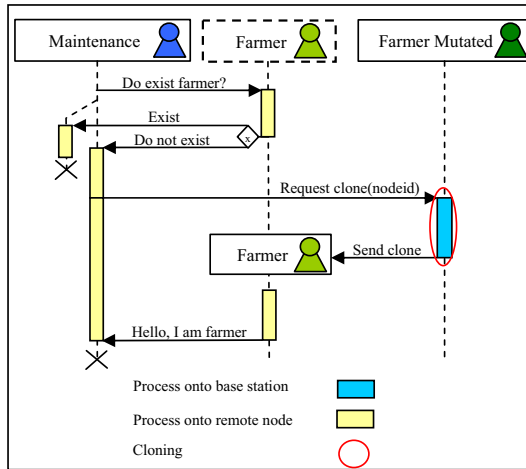 Maintenance
Farmer
Farmer Mutated
Do exist farmer?
Exist
x
Do not exist
Request clone(nodeid)
Farmer
Send clone
Hello, I am farmer
Process onto base station
Process onto remote node
Cloning